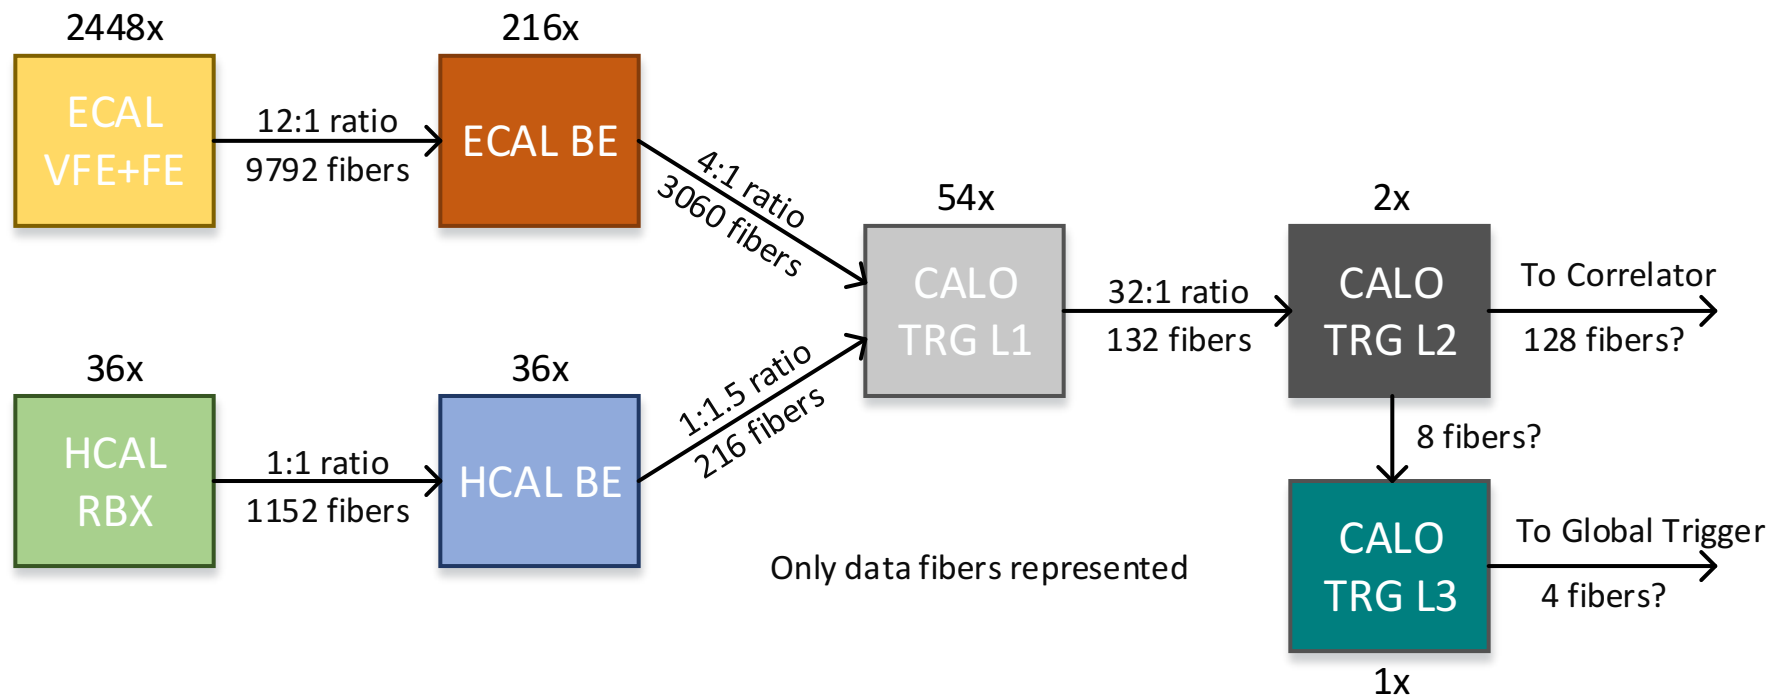 2448x
ECAL
VFE+FE
12:1 ratio
9792 fibers
216x
ECAL BE
4:1 ratio
3060 fibers
36x
HCAL
RBX
1:1 ratio
1152 fibers
36x
HCAL BE
1:1.5 ratio
216 fibers
54x
CALO
TRG L1
32:1 ratio
132 fibers
2x
CALO
TRG L2
To Correlator
128 fibers?
8 fibers?
CALO
TRG L3
1x
To Global Trigger
4 fibers?
Only data fibers represented